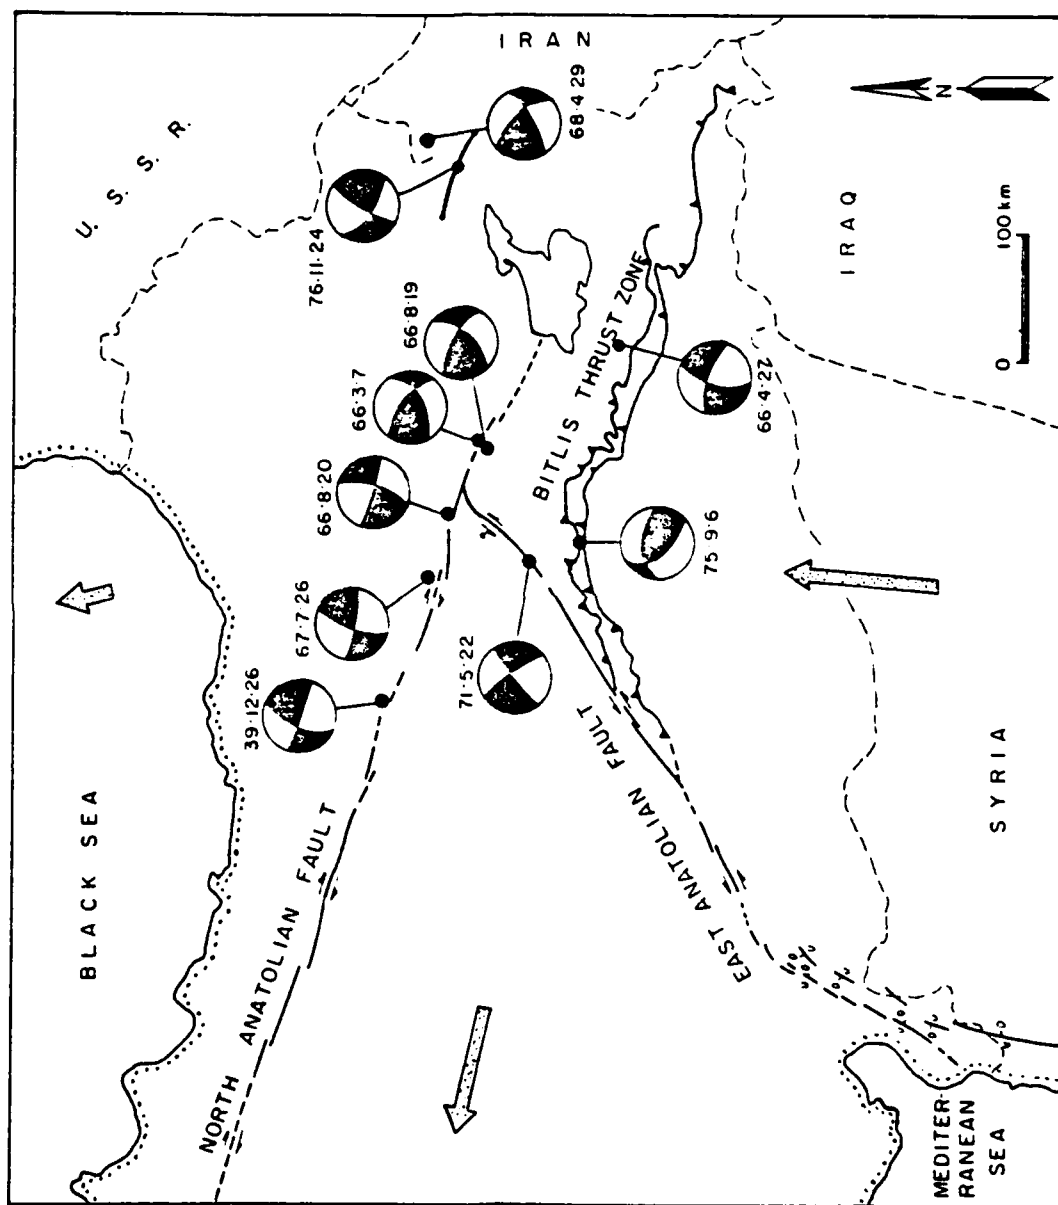 IRAN
U. S. S. R.
68·4·29
76·11·24
N
66·8·19
66·3·7
66·8·20
67·7·26
39·12·26
BLACK SEA
NORTH ANATOLIAN FAULT
BITLIS THRUST ZONE
IRAQ
100 km
0
66·4·27
75·9·6
71·5·22
EAST ANATOLIAN FAULT
SYRIA
MEDITER-
RANEAN
SEA